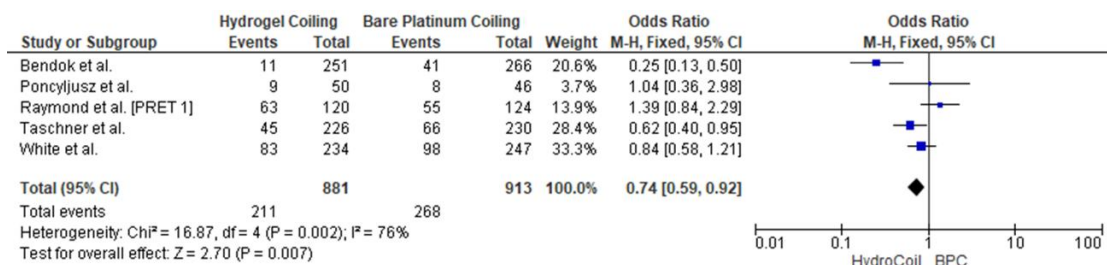 Hydrogel Coiling Bare Platinum Coiling Odds Ratio Odds Ratio
Study or Subgroup Events Total Events Total Weight M-H, Fixed, 95% CI M-H, Fixed, 95% CI
Bendok et al. 11 251 41 266 20.6% 0.25 [0.13, 0.50]
Poncyljusz et al. 9 50 8 46 3.7% 1.04 [0.36, 2.98]
Raymond et al. [PRET 1] 63 120 55 124 13.9% 1.39 [0.84, 2.29]
Taschner et al. 45 226 66 230 28.4% 0.62 [0.40, 0.95]
White et al. 83 234 98 247 33.3% 0.84 [0.58, 1.21]
Total (95% CI) 881 913 100.0% 0.74 [0.59, 0.92]
Total events 211 268
Heterogeneity: Chi² = 16.87, df = 4 (P = 0.002); I² = 76%
Test for overall effect: Z = 2.70 (P = 0.007)
0.01 0.1 1 10 100
HydroCoil BPC